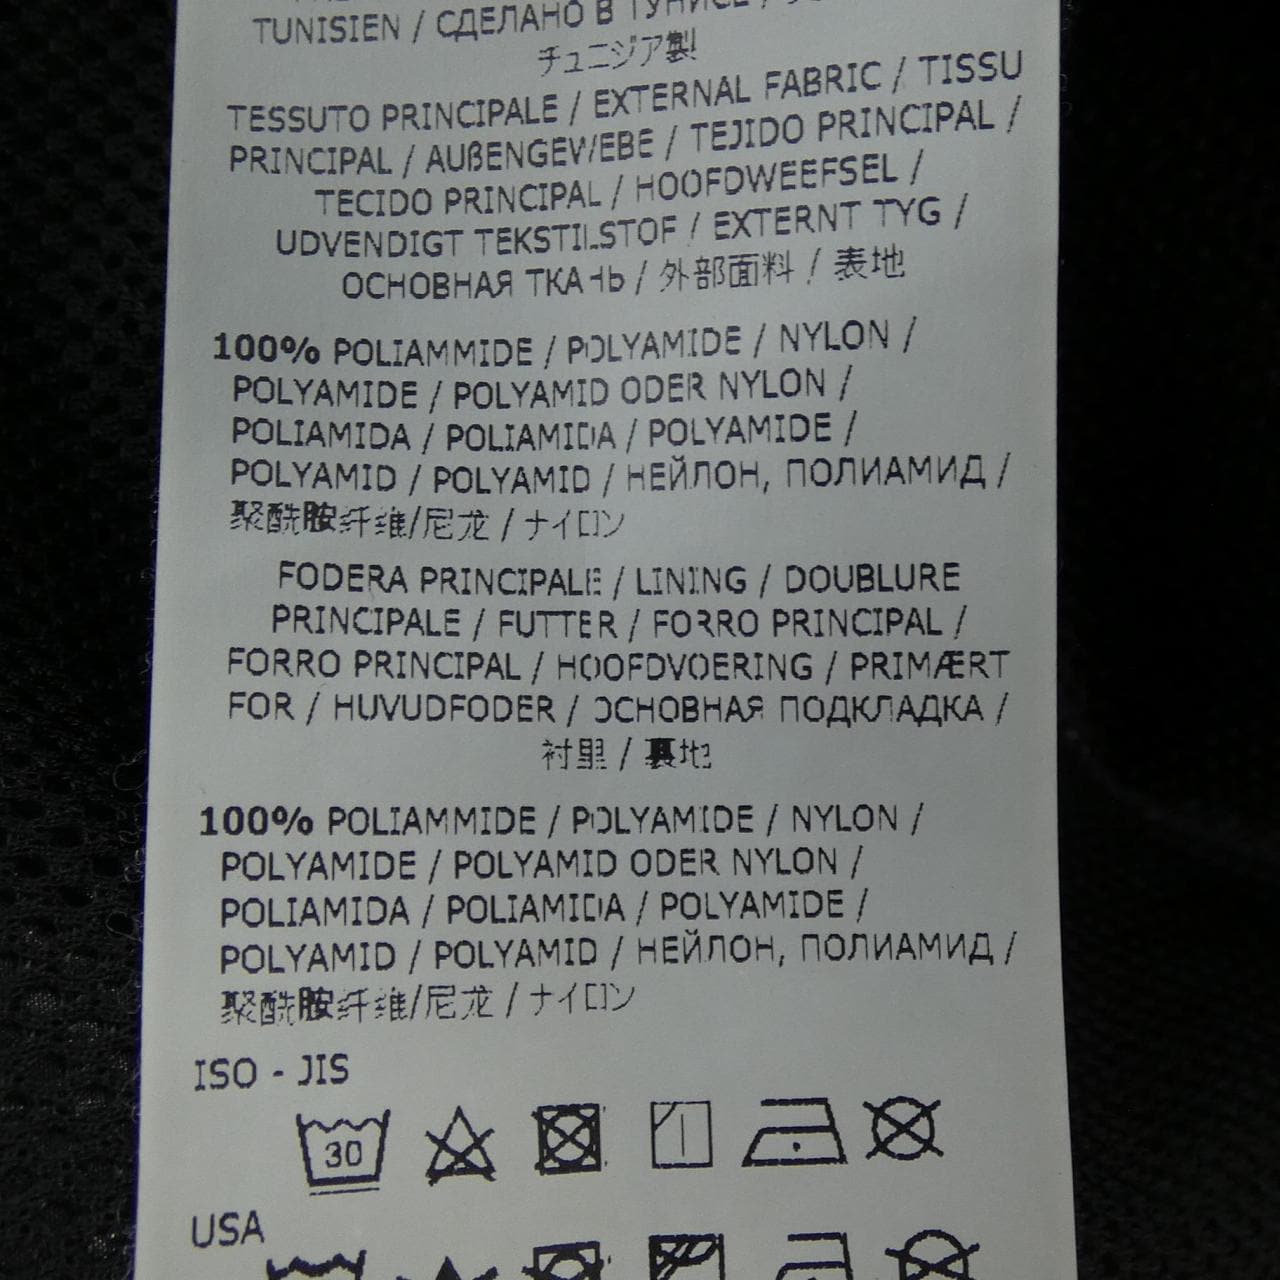 TUNISIEN / СДЕЛАНО В ТУНИСЕ /
チュニジア製
TESSUTO PRINCIPALE / EXTERNAL FABRIC / TISSU
PRINCIPAL / AUßENGEWEBE / TEJIDO PRINCIPAL /
TECIDO PRINCIPAL / HOOFDWEEFSEL /
UDVENDIGT TEKSTILSTOF / EXTERNT TYG /
ОСНОВНАЯ ТКАНЬ / 外部面料 / 表地
100% POLIAMMIDE / POLYAMIDE / NYLON /
POLYAMIDE / POLYAMID ODER NYLON /
POLIAMIDA / POLIAMIDA / POLYAMIDE /
POLYAMID / POLYAMID / НЕЙЛОН, ПОЛИАМИД /
聚酰胺纤维/尼龙 / ナイロン
FODERA PRINCIPALE / LINING / DOUBLURE
PRINCIPALE / FUTTER / FORRO PRINCIPAL /
FORRO PRINCIPAL / HOOFDVOERING / PRIMÆRT
FOR / HUVUDFODER / ОСНОВНАЯ ПОДКЛАДКА /
衬里 / 裏地
100% POLIAMMIDE / POLYAMIDE / NYLON /
POLYAMIDE / POLYAMID ODER NYLON /
POLIAMIDA / POLIAMIDA / POLYAMIDE /
POLYAMID / POLYAMID / НЕЙЛОН, ПОЛИАМИД /
聚酰胺纤维/尼龙 / ナイロン
ISO - JIS
30
USA